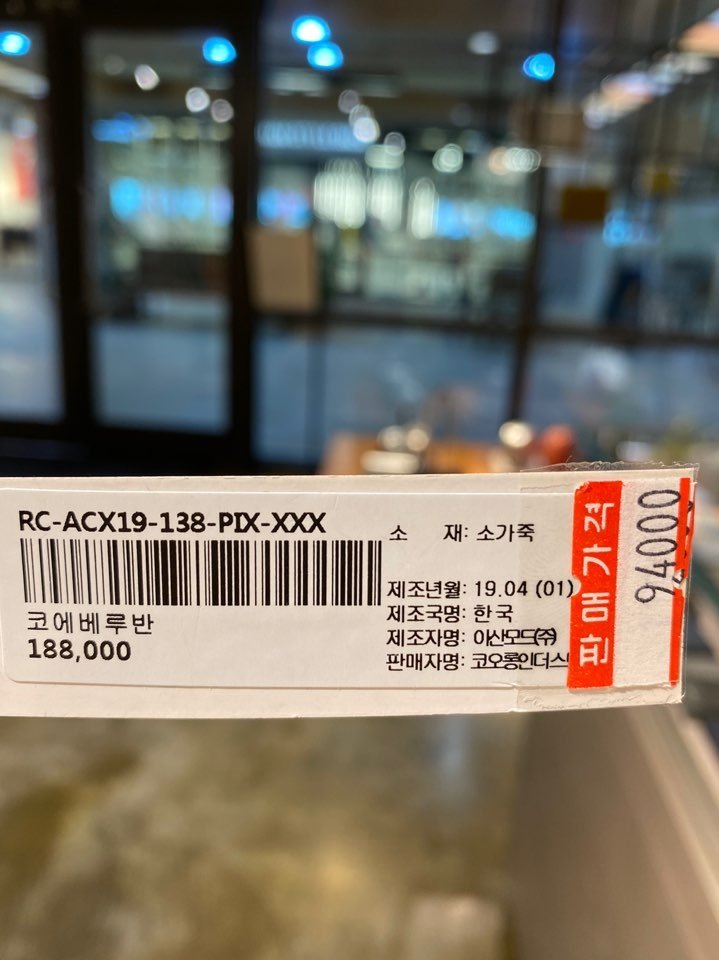 RC-ACX19-138-PIX-XXX
코에베루반
188,000
소 재: 소가죽
제조년월: 19.04 (01)
제조국명: 한국
제조자명: 아산모드(주)
판매자명: 코오롱인더스
판매가격
94000